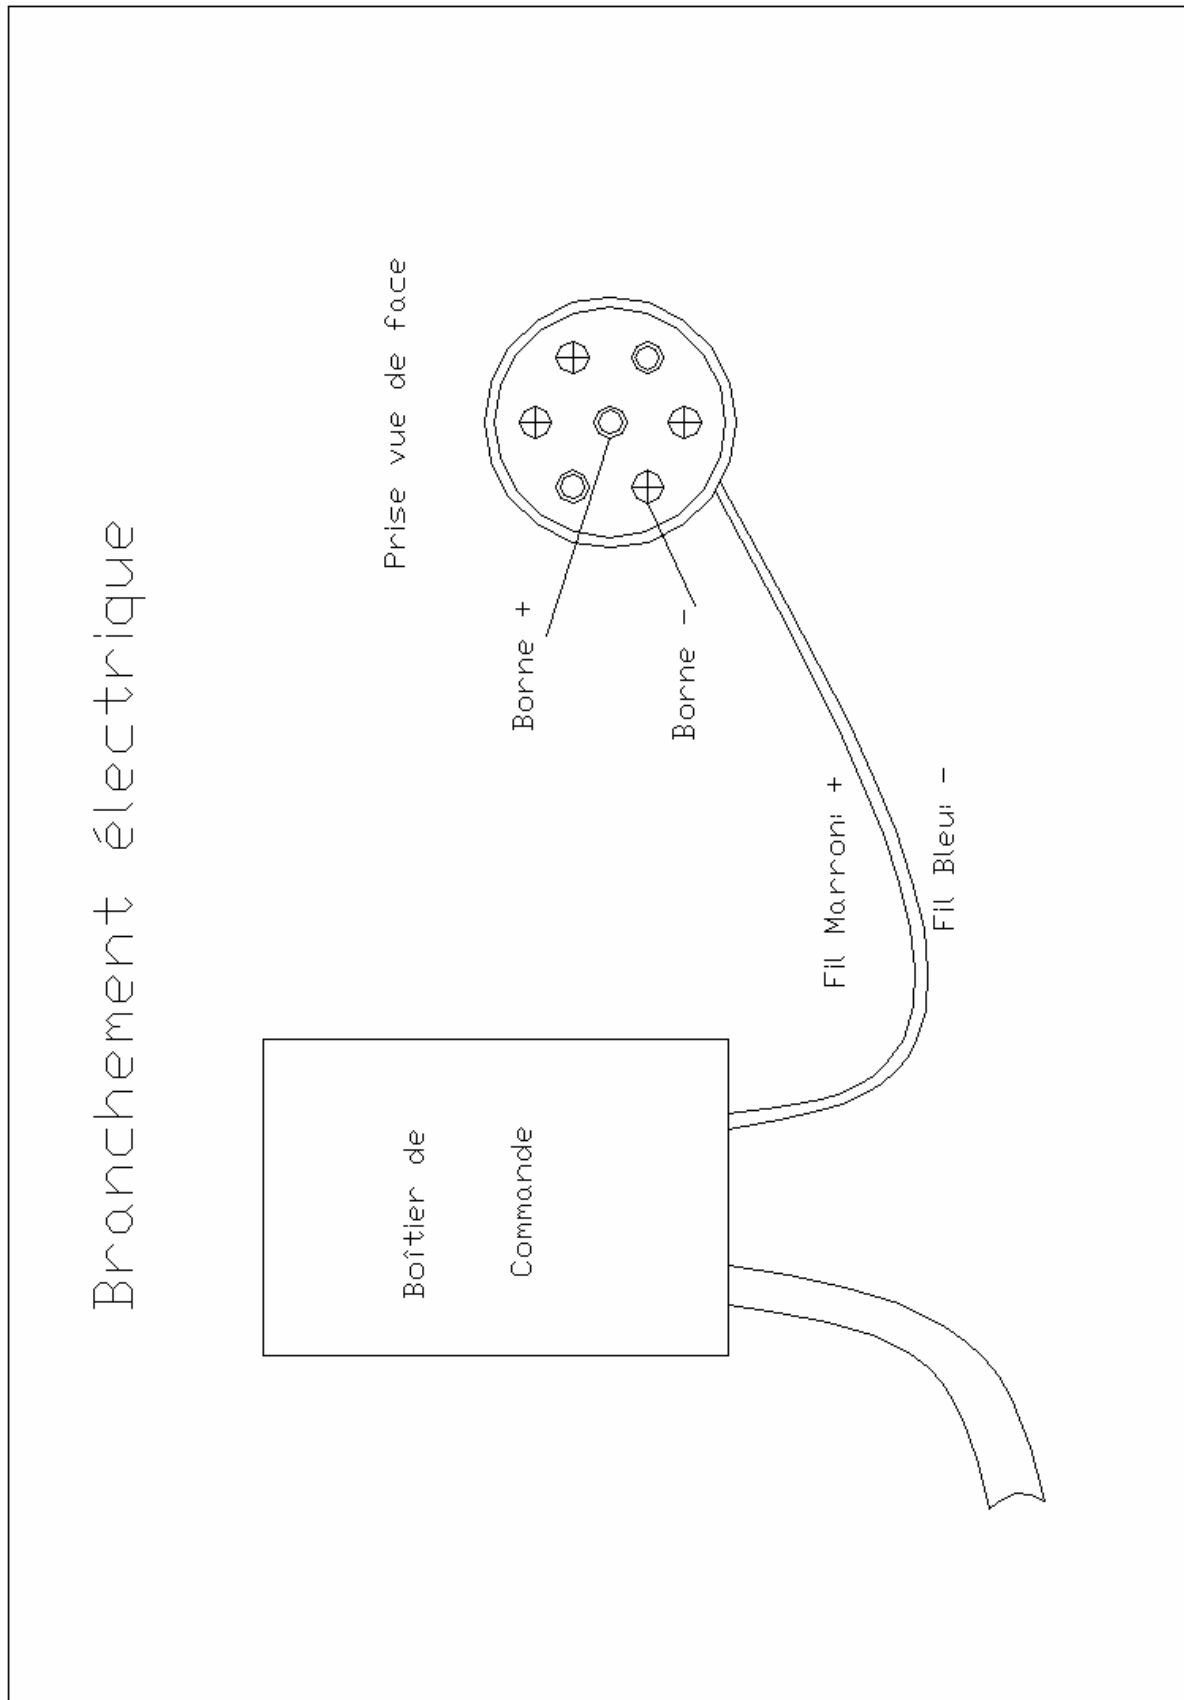 Branchement électrique
Prise vue de face
Borne +
Borne -
Fil Marron: +
Fil Bleu: -
Boîtier de
Commande